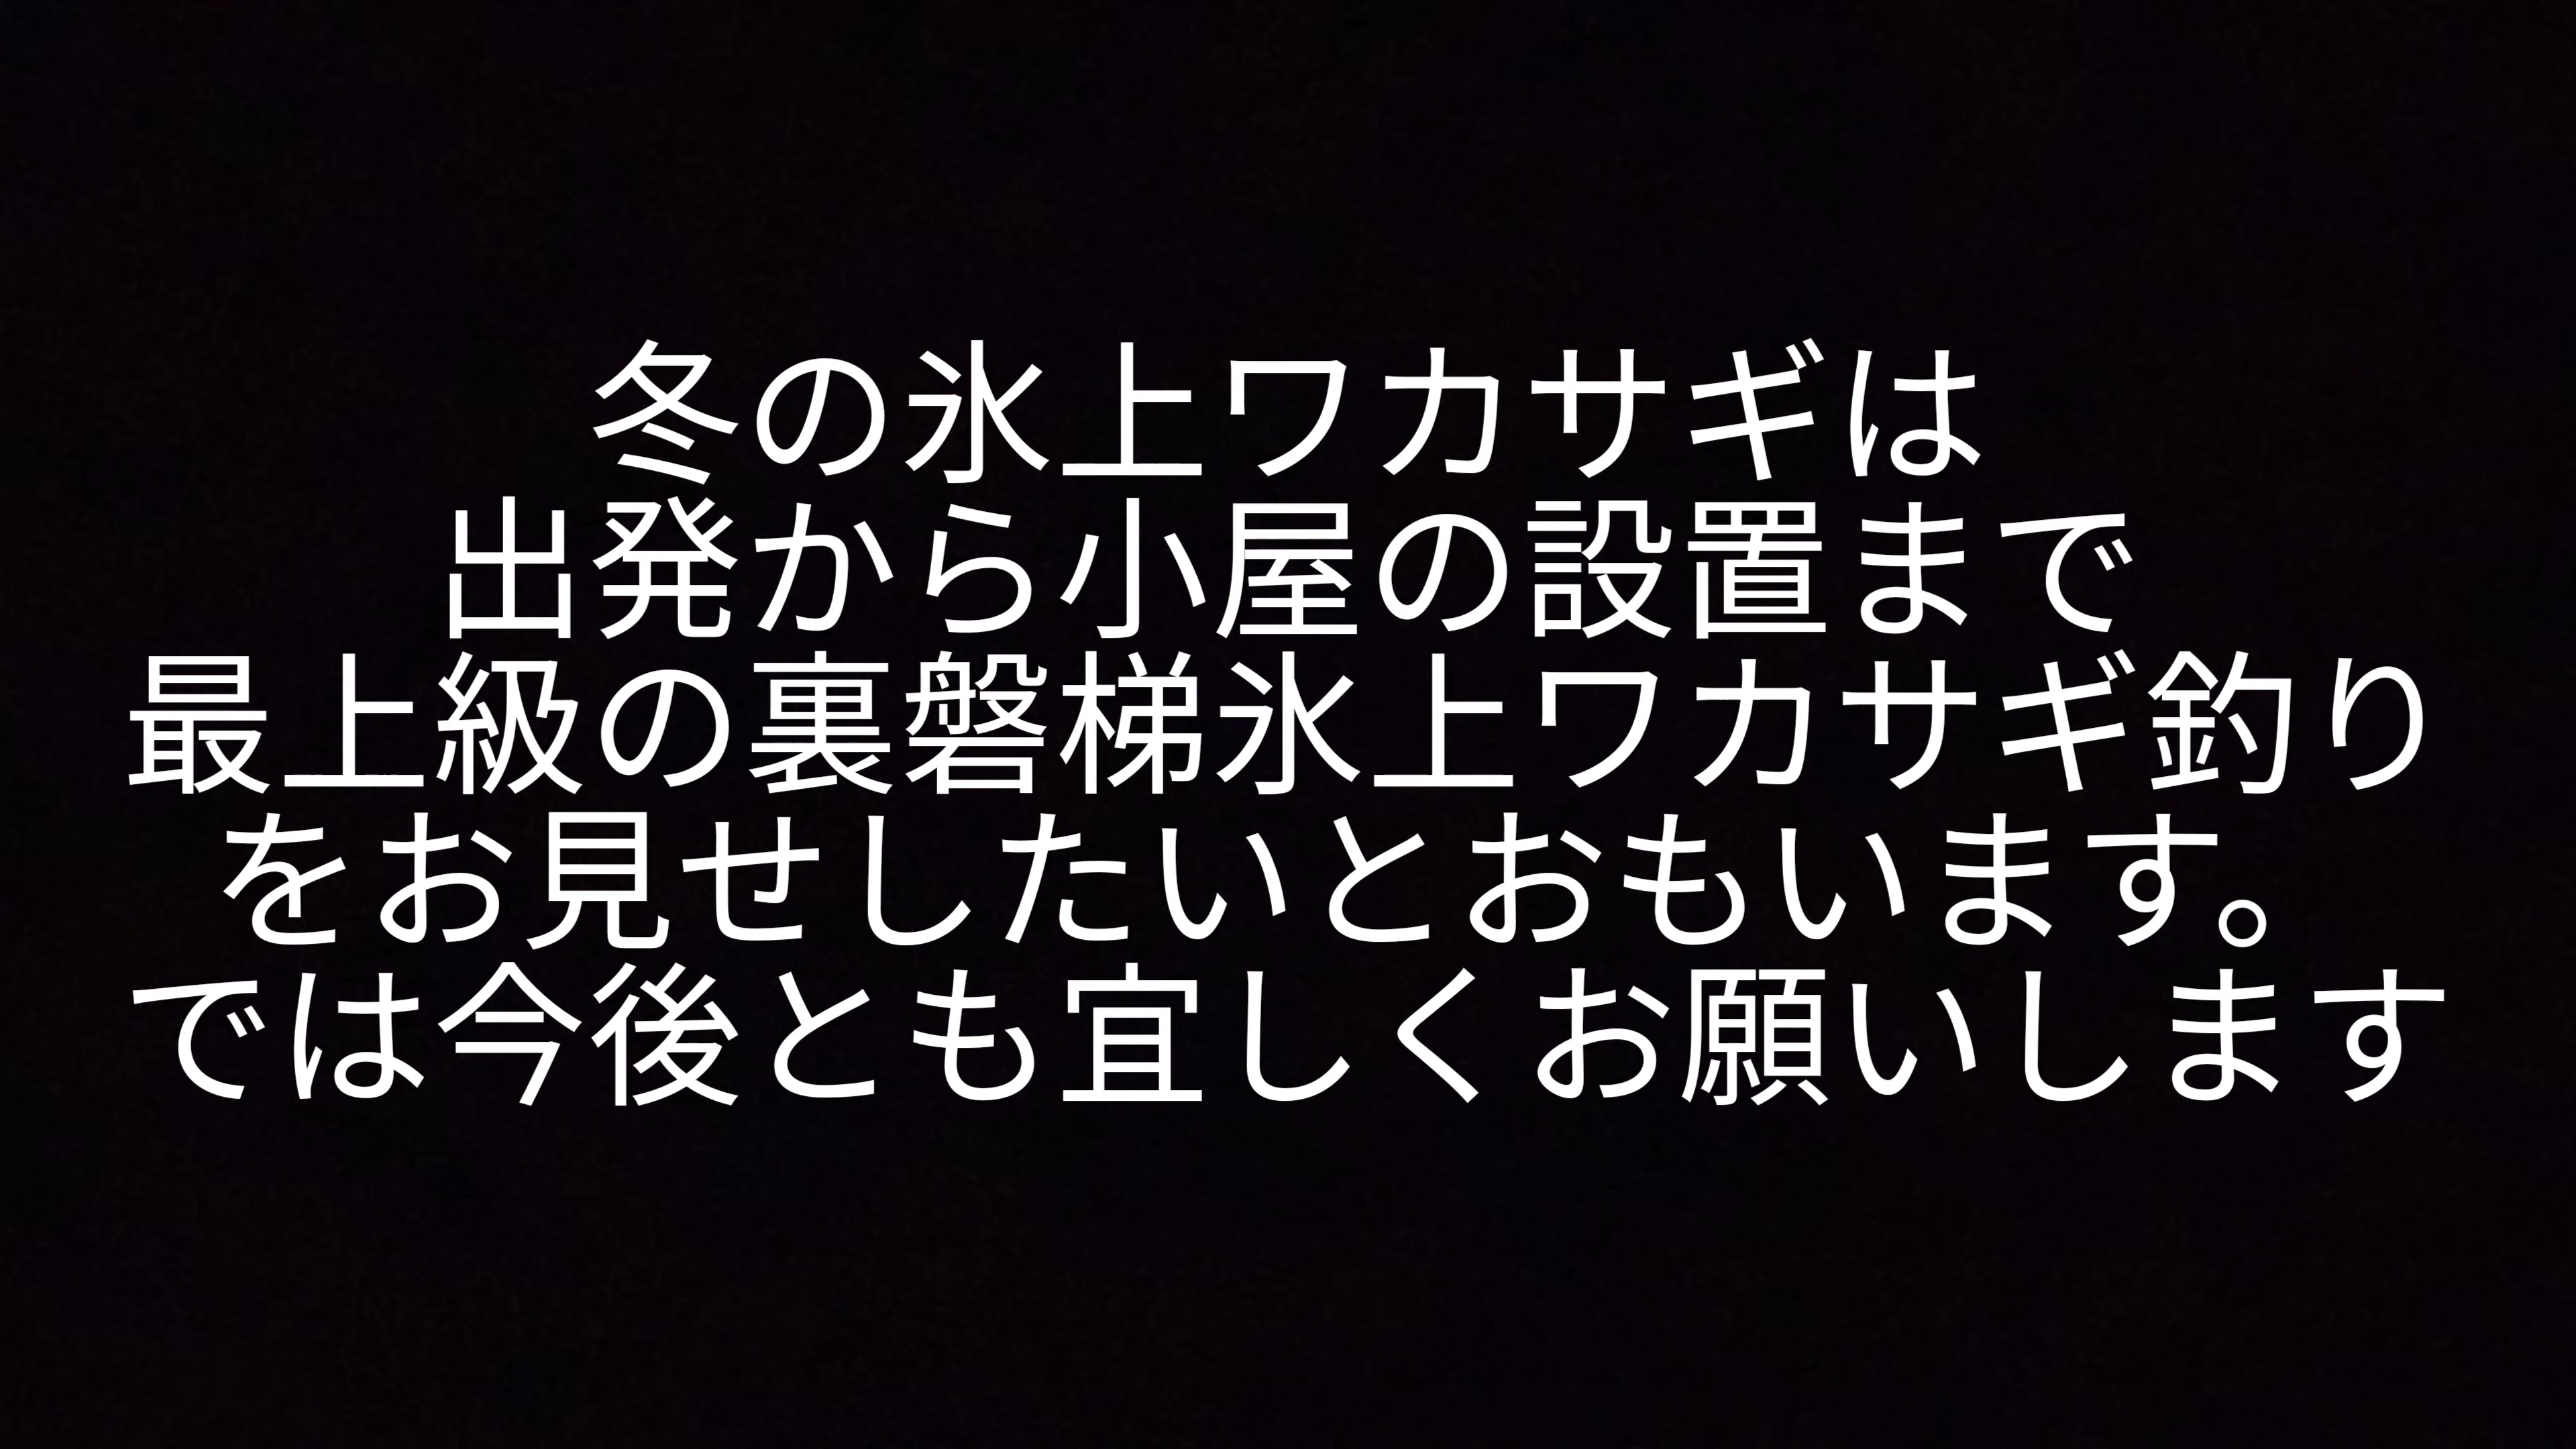 冬の氷上ワカサギは
出発から小屋の設置まで
最上級の裏磐梯氷上ワカサギ釣り
をお見せしたいとおもいます。
では今後とも宜しくお願いします